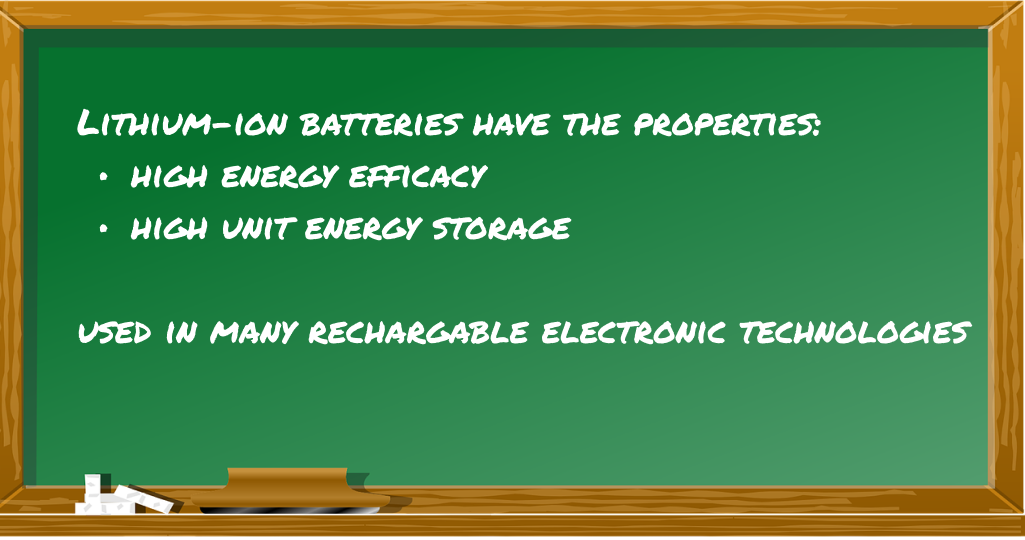 Lithium-ion batteries have the properties:
• high energy efficacy
• high unit energy storage
used in many rechargable electronic technologies